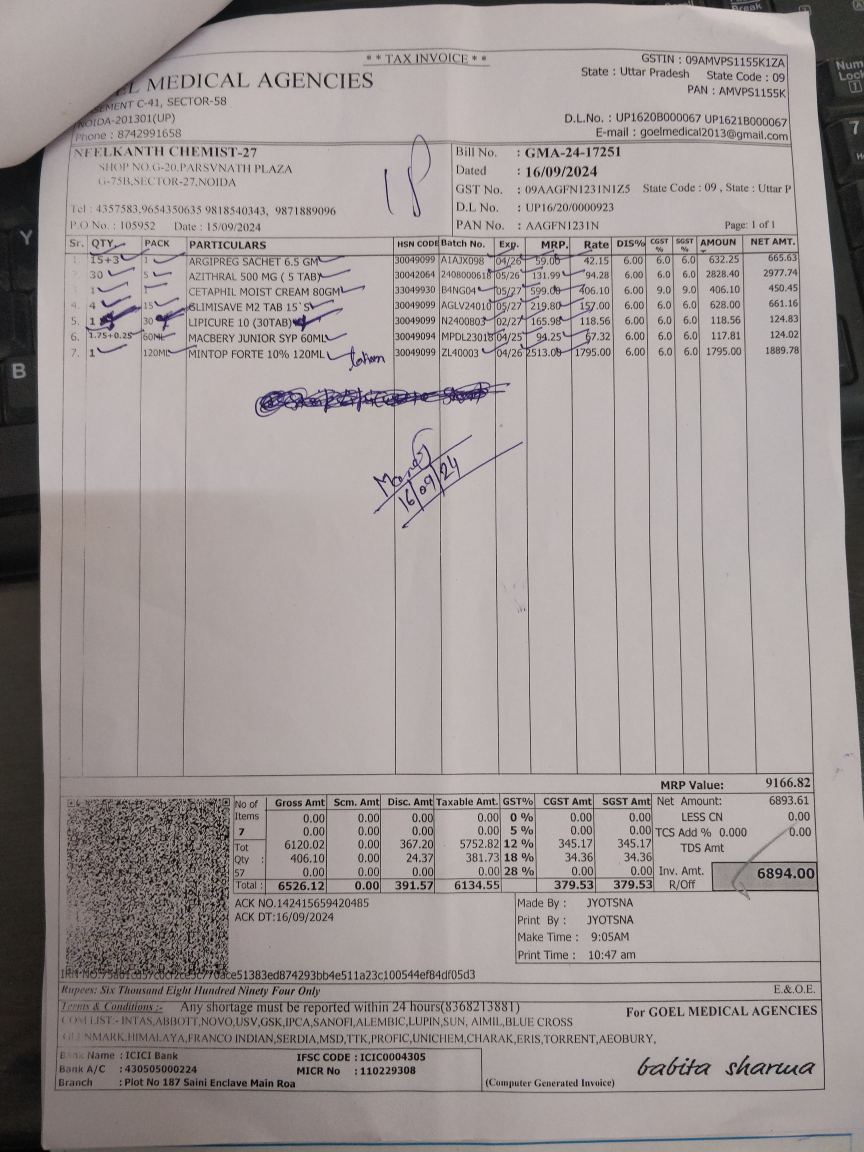 * * TAX INVOICE * *
GSTIN : 09AMVPS1155K1ZA
State : Uttar Pradesh State Code : 09
PAN : AMVPS1155K
EL MEDICAL AGENCIES
EMENT C-41, SECTOR-58
NOIDA-201301(UP)
Phone : 8742991658
D.L.No. : UP1620B000067 UP1621B000067
E-mail : goelmedical2013@gmail.com
NEELKANTH CHEMIST-27
SHOP NO.G-20,PARSVNATH PLAZA
G-75B,SECTOR-27,NOIDA
Tel : 4357583,9654350635 9818540343, 9871889096
P.O No. : 105952 Date : 15/09/2024
18
Bill No. : GMA-24-17251
Dated : 16/09/2024
GST No. : 09AAGFN1231N1Z5 State Code : 09 , State : Uttar P
D.L No. : UP16/20/0000923
PAN No. : AAGFN1231N Page: 1 of 1
Sr. QTY. PACK PARTICULARS HSN CODE Batch No. Exp. MRP. Rate DIS% CGST % SGST % AMOUN NET AMT.
1. 15+3 1 ARGIPREG SACHET 6.5 GM 30049099 A1AJX098 04/26 59.00 42.15 6.00 6.0 6.0 632.25 665.63
2. 30 5 AZITHRAL 500 MG ( 5 TAB) 30042064 2408000618 05/26 131.99 94.28 6.00 6.0 6.0 2828.40 2977.74
3. 1 1 CETAPHIL MOIST CREAM 80GM 33049930 B4NG04 05/27 599.00 406.10 6.00 9.0 9.0 406.10 450.45
4. 4 15 GLIMISAVE M2 TAB 15`S 30049099 AGLV24010 05/27 219.80 157.00 6.00 6.0 6.0 628.00 661.16
5. 1 30 LIPICURE 10 (30TAB) 30049099 N2400803 02/27 165.98 118.56 6.00 6.0 6.0 118.56 124.83
6. 1.75+0.25 60ML MACBERY JUNIOR SYP 60ML 30049094 MPDL23018 04/25 94.25 67.32 6.00 6.0 6.0 117.81 124.02
7. 1 120ML MINTOP FORTE 10% 120ML 30049099 ZL40003 04/26 2513.00 1795.00 6.00 6.0 6.0 1795.00 1889.78
16/09/24
MRP Value: 9166.82
No of Items 7 Tot Qty : 57
Gross Amt Scm. Amt Disc. Amt Taxable Amt. GST% CGST Amt SGST Amt
0.00 0.00 0.00 0.00 0 % 0.00 0.00
0.00 0.00 0.00 0.00 5 % 0.00 0.00
6120.02 0.00 367.20 5752.82 12 % 345.17 345.17
406.10 0.00 24.37 381.73 18 % 34.36 34.36
0.00 0.00 0.00 0.00 28 % 0.00 0.00
Total : 6526.12 0.00 391.57 6134.55 379.53 379.53
Net Amount: 6893.61
LESS CN 0.00
TCS Add % 0.000 0.00
TDS Amt
Inv. Amt. R/Off 6894.00
ACK NO.142415659420485
ACK DT:16/09/2024
Made By : JYOTSNA
Print By : JYOTSNA
Make Time : 9:05AM
Print Time : 10:47 am
Rupees: Six Thousand Eight Hundred Ninety Four Only E.& O.E.
Terms & Conditions :- Any shortage must be reported within 24 hours(8368213881)
COM LIST - INTAS,ABBOTT,NOVO,USV,GSK,IPCA,SANOFI,ALEMBIC,LUPIN,SUN, AIMIL,BLUE CROSS
GLENMARK,HIMALAYA,FRANCO INDIAN,SERDIA,MSD,TTK,PROFIC,UNICHEM,CHARAK,ERIS,TORRENT,AEOBURY,
For GOEL MEDICAL AGENCIES
Bank Name : ICICI Bank IFSC CODE : ICIC0004305
Bank A/C : 430505000224 MICR No : 110229308
Branch : Plot No 187 Saini Enclave Main Roa
(Computer Generated Invoice)
babita sharma